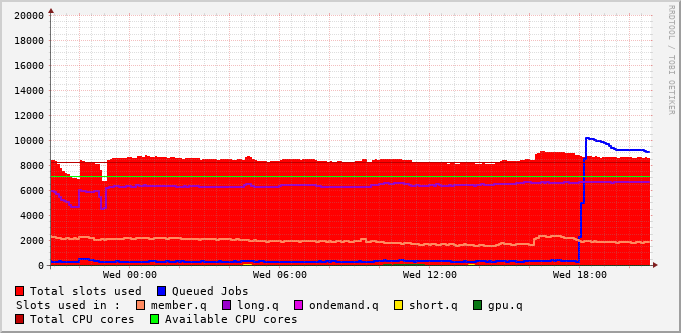 20000
18000
16000
14000
12000
10000
8000
6000
4000
2000
0
Wed 00:00 Wed 06:00 Wed 12:00 Wed 18:00
Total slots used Queued Jobs
Slots used in : member.q long.q ondemand.q short.q gpu.q
Total CPU cores Available CPU cores
RRDTOOL / TOBI OETIKER